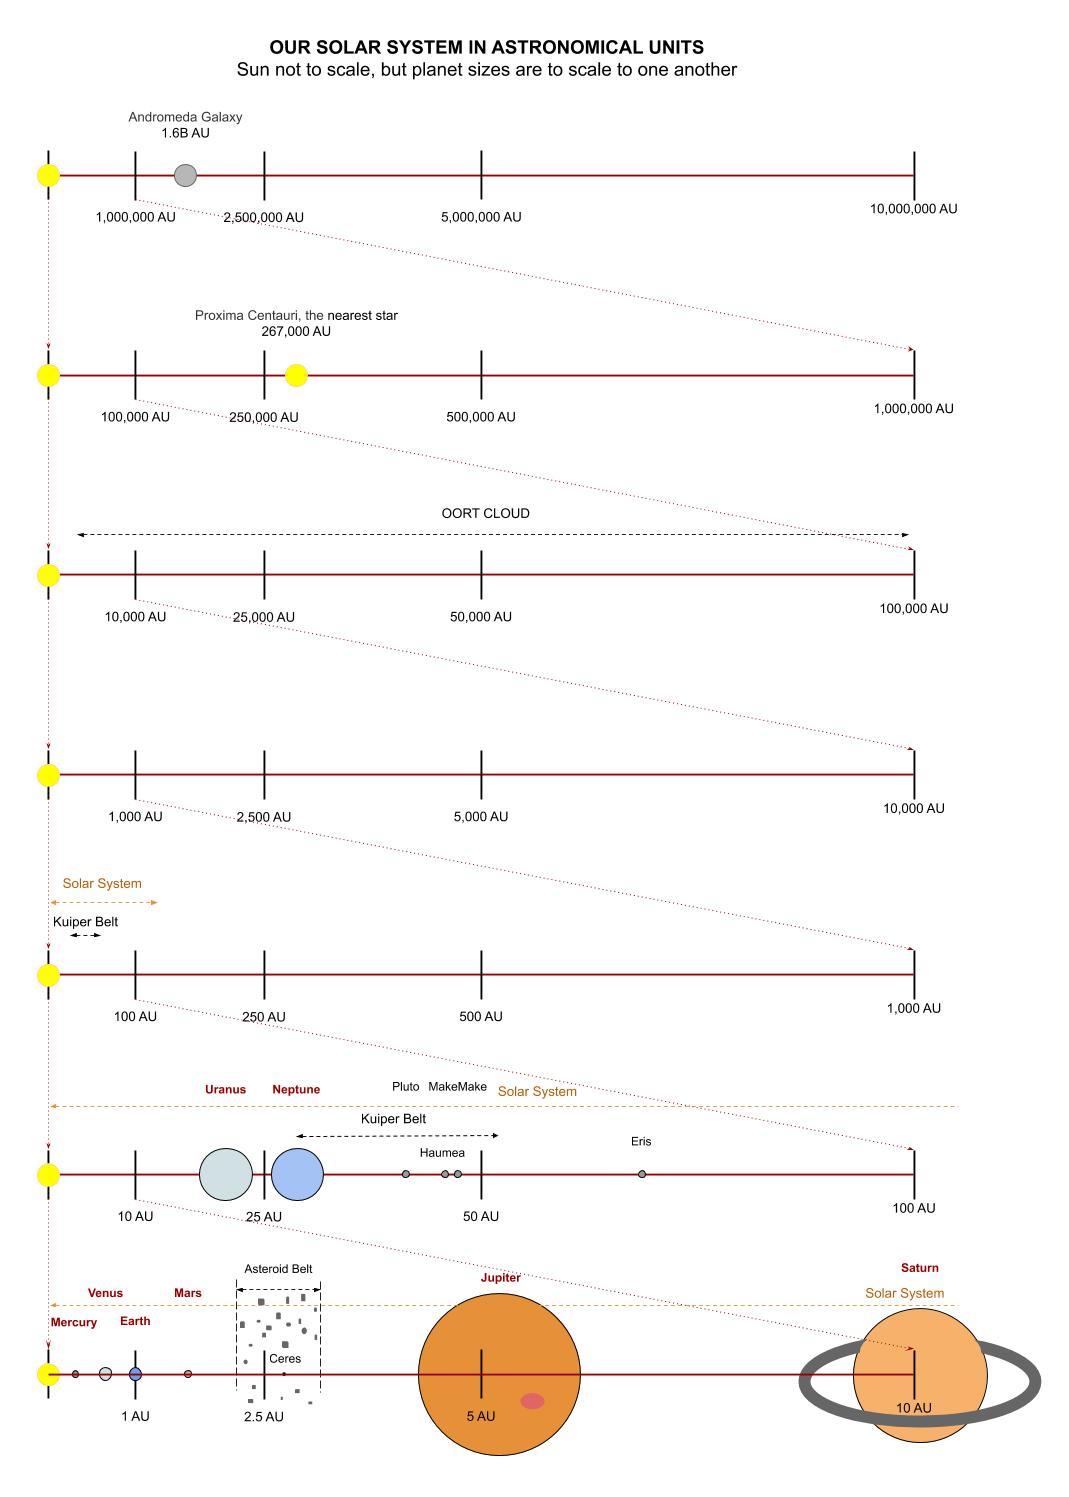 OUR SOLAR SYSTEM IN ASTRONOMICAL UNITS
Sun not to scale, but planet sizes are to scale to one another
Andromeda Galaxy
1.6B AU
1,000,000 AU
2,500,000 AU
5,000,000 AU
10,000,000 AU
Proxima Centauri, the nearest star
267,000 AU
100,000 AU
250,000 AU
500,000 AU
1,000,000 AU
OORT CLOUD
10,000 AU
25,000 AU
50,000 AU
100,000 AU
1,000 AU
2,500 AU
5,000 AU
10,000 AU
Solar System
Kuiper Belt
100 AU
250 AU
500 AU
1,000 AU
Uranus
Neptune
Pluto
MakeMake
Solar System
Kuiper Belt
Haumea
Eris
10 AU
25 AU
50 AU
100 AU
Asteroid Belt
Jupiter
Saturn
Venus
Mars
Solar System
Mercury
Earth
Ceres
1 AU
2.5 AU
5 AU
10 AU